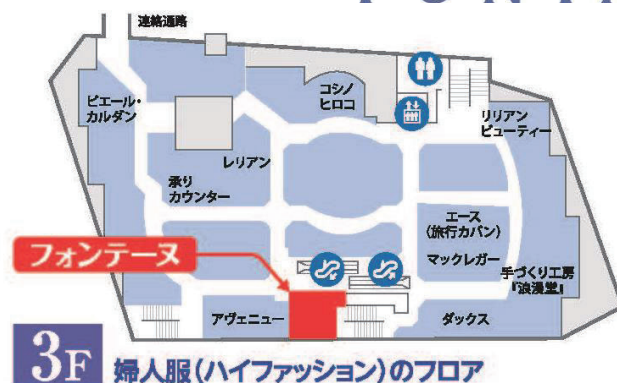 連絡通路
ピエール・
カルダン
コシノ
ヒロコ
リリアン
ビューティー
レリアン
承り
カウンター
エース
(旅行カバン)
マックレガー
手づくり工房
『浪漫堂』
フォンテーヌ
アヴェニュー
ダックス
3F 婦人服(ハイファッション)のフロア